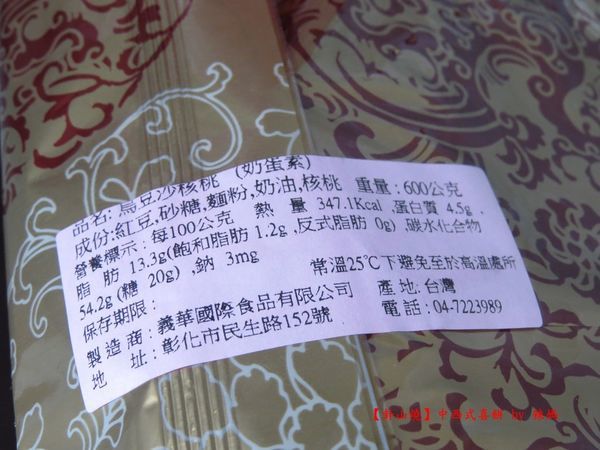 品名:烏豆沙核桃 (奶蛋素)
成份:紅豆,砂糖,麵粉,奶油,核桃 重量:600公克
營養標示:每100公克 熱 量 347.1Kcal 蛋白質 4.5g,
脂 肪 13.3g(飽和脂肪 1.2g,反式脂肪 0g) 碳水化合物
54.2g(糖 20g),鈉 3mg
保存期限: 常溫25℃下避免至於高溫處所
製造商:義華國際食品有限公司 產地:台灣
地 址:彰化市民生路152號 電話:04-7223989
中西式喜餅 by